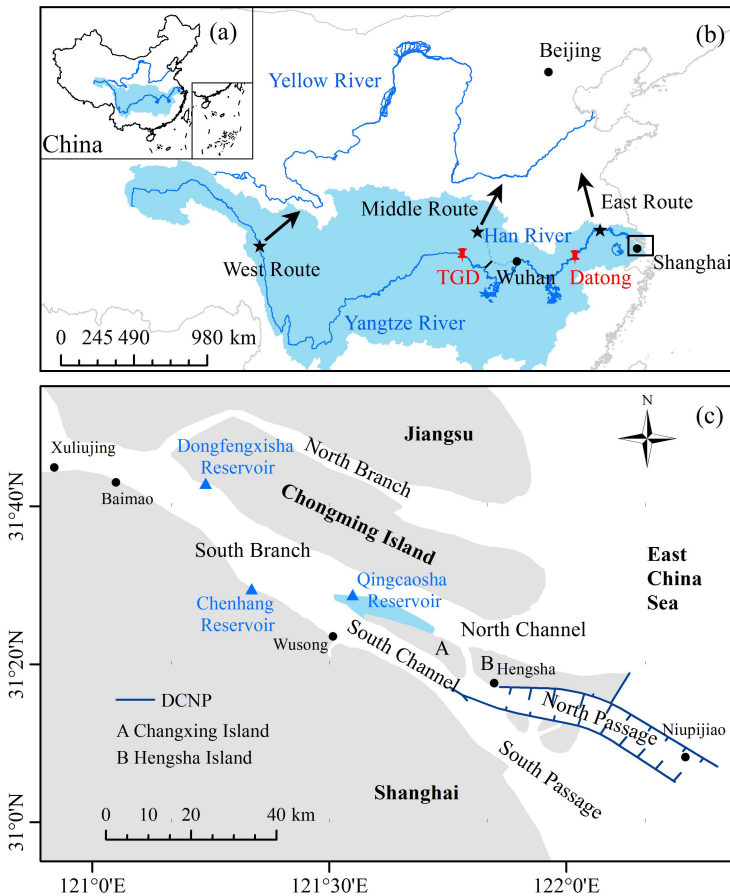 (a)
China
(b)
Beijing
Yellow River
Middle Route
East Route
Han River
West Route
TGD
Wuhan
Datong
Shanghai
Yangtze River
0 245 490 980 km
(c)
N
Jiangsu
Xuliujing
Dongfengxisha
Reservoir
North Branch
Baimao
31°40'N
Chongming Island
South Branch
East
China
Sea
Qingcaosha
Reservoir
Chenhang
Reservoir
Wusong
North Channel
South Channel
A
B
Hengsha
31°20'N
DCNP
North Passage
Niupijiao
A Changxing Island
B Hengsha Island
South Passage
Shanghai
0 10 20 40 km
31°0'N
121°0'E
121°30'E
122°0'E